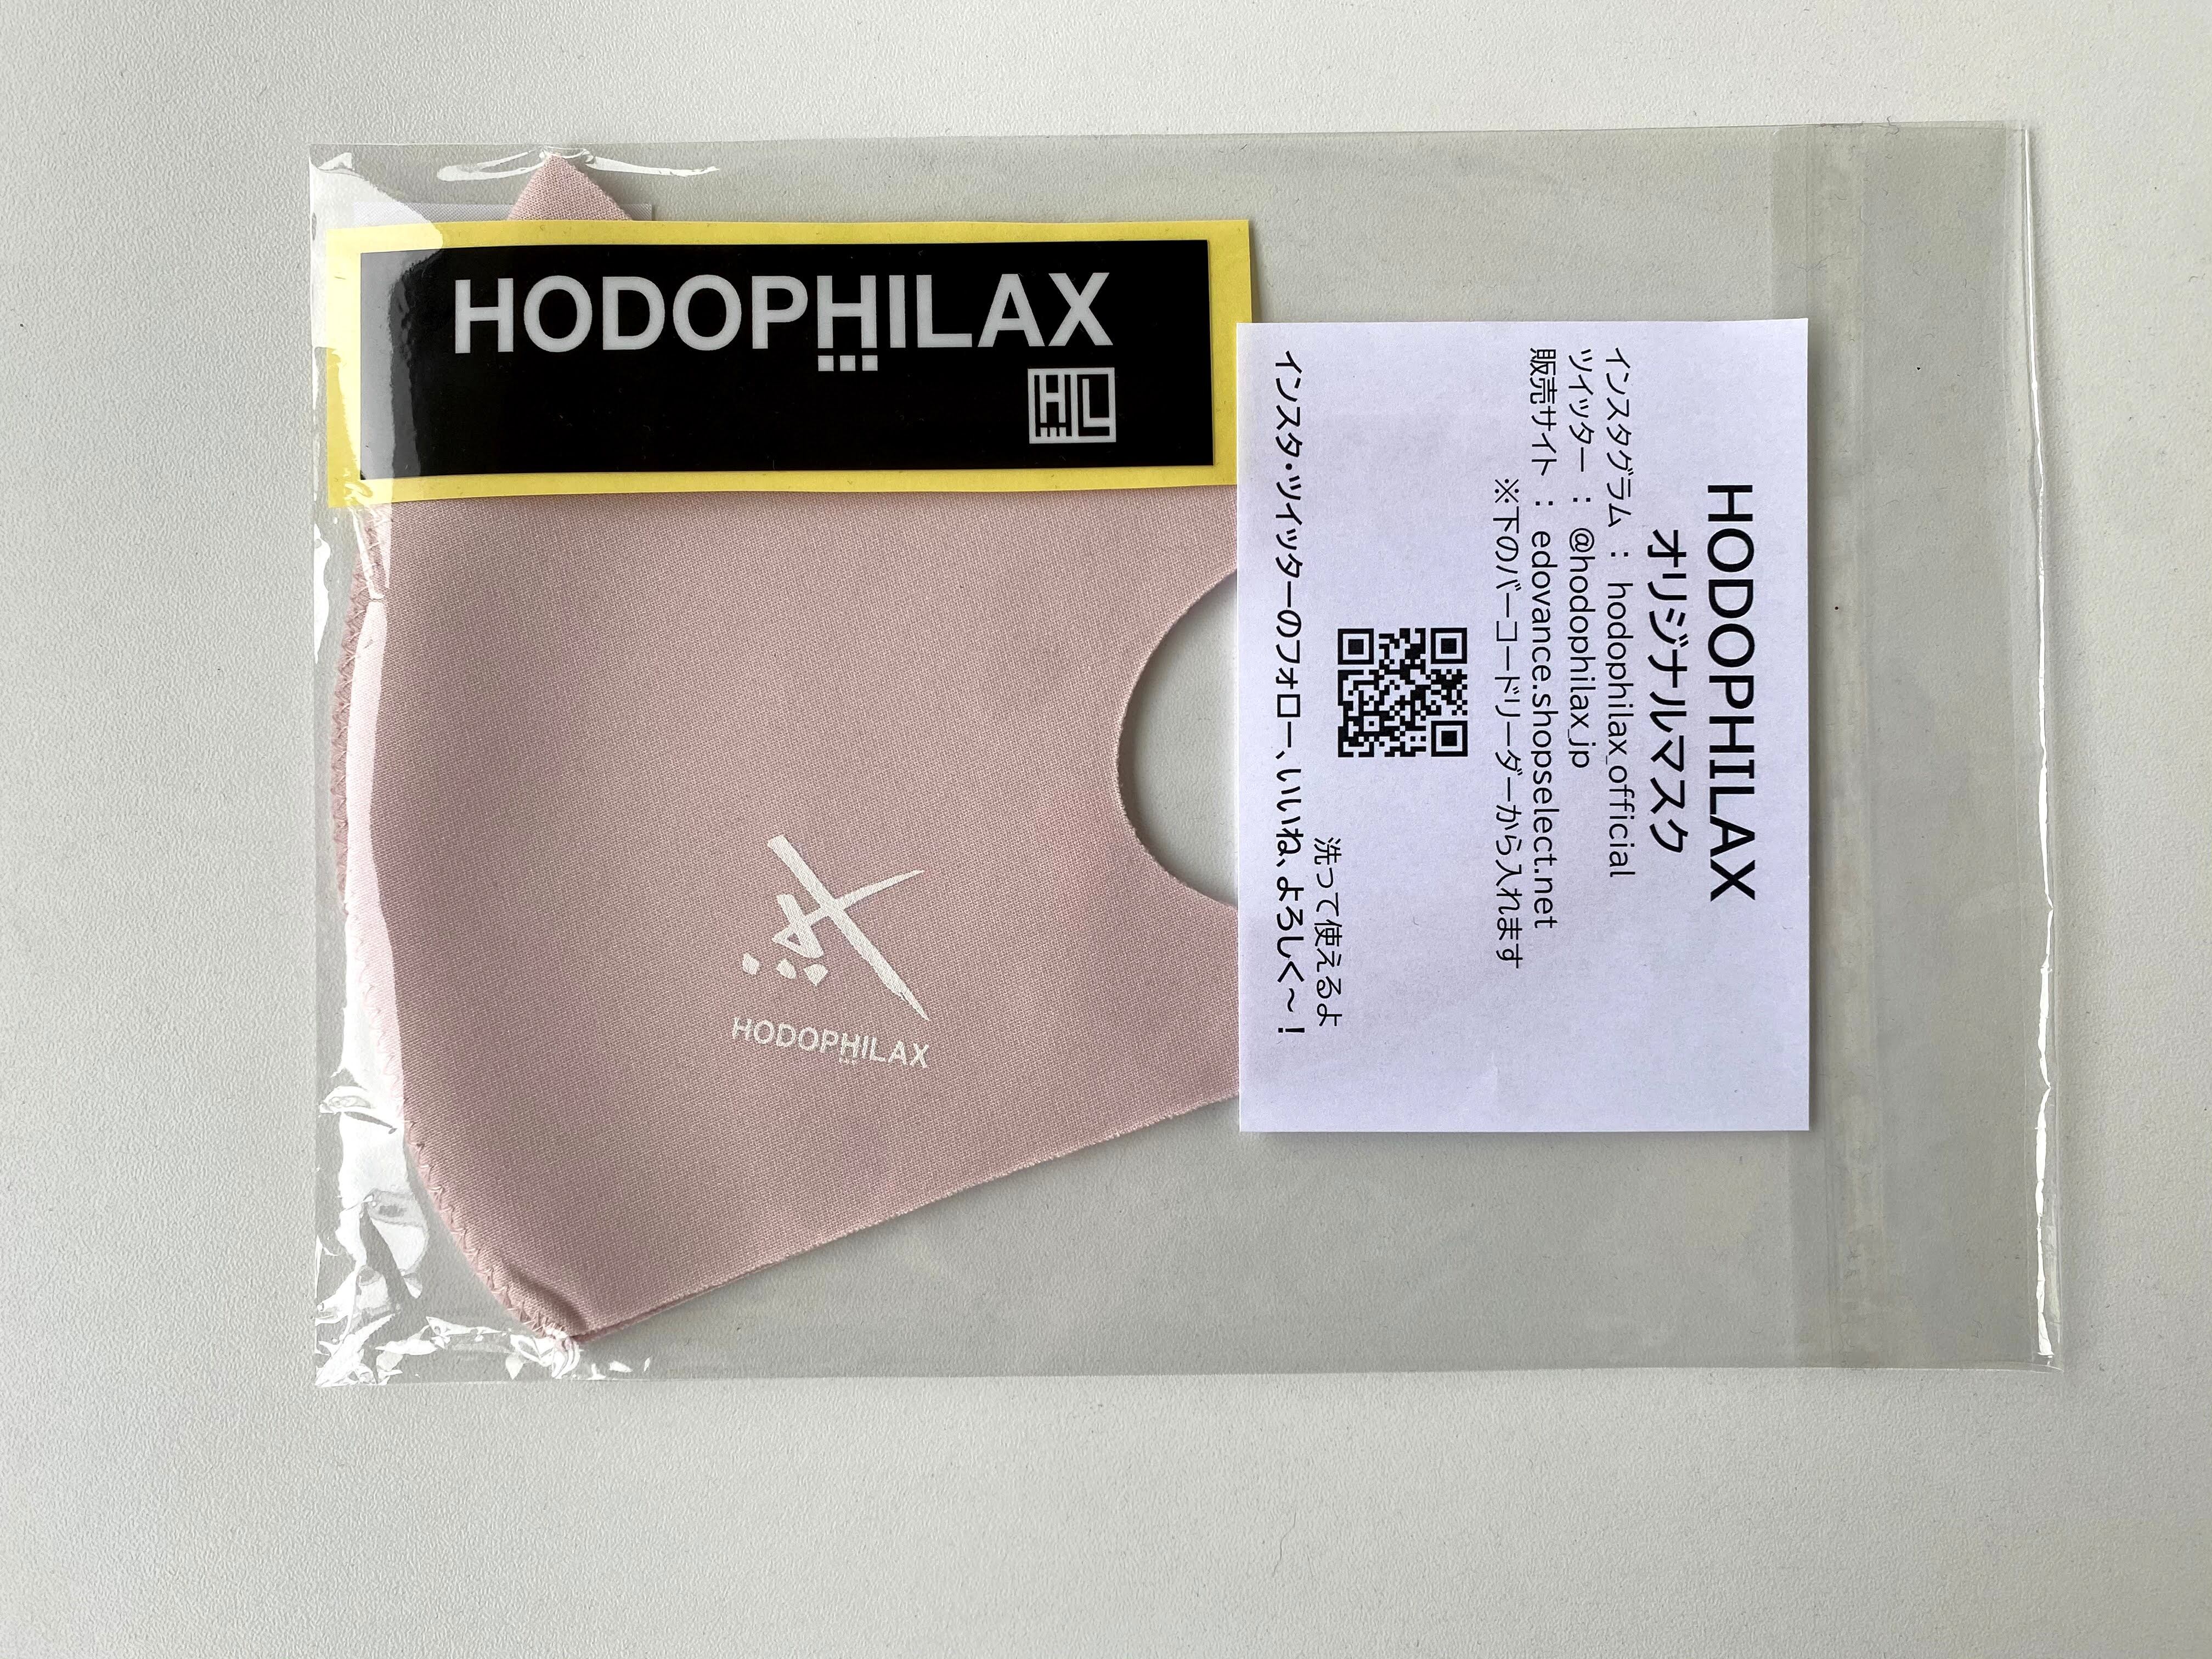 HODOPHILAX
HODOPHILAX
HODOPHILAX
オリジナルマスク
インスタグラム : hodophilax_official
ツイッター : @hodophilax_jp
販売サイト : edovance.shopselect.net
※下のバーコードリーダーから入れます
洗って使えるよ
インスタ・ツイッターのフォロー、いいね、よろしく～!